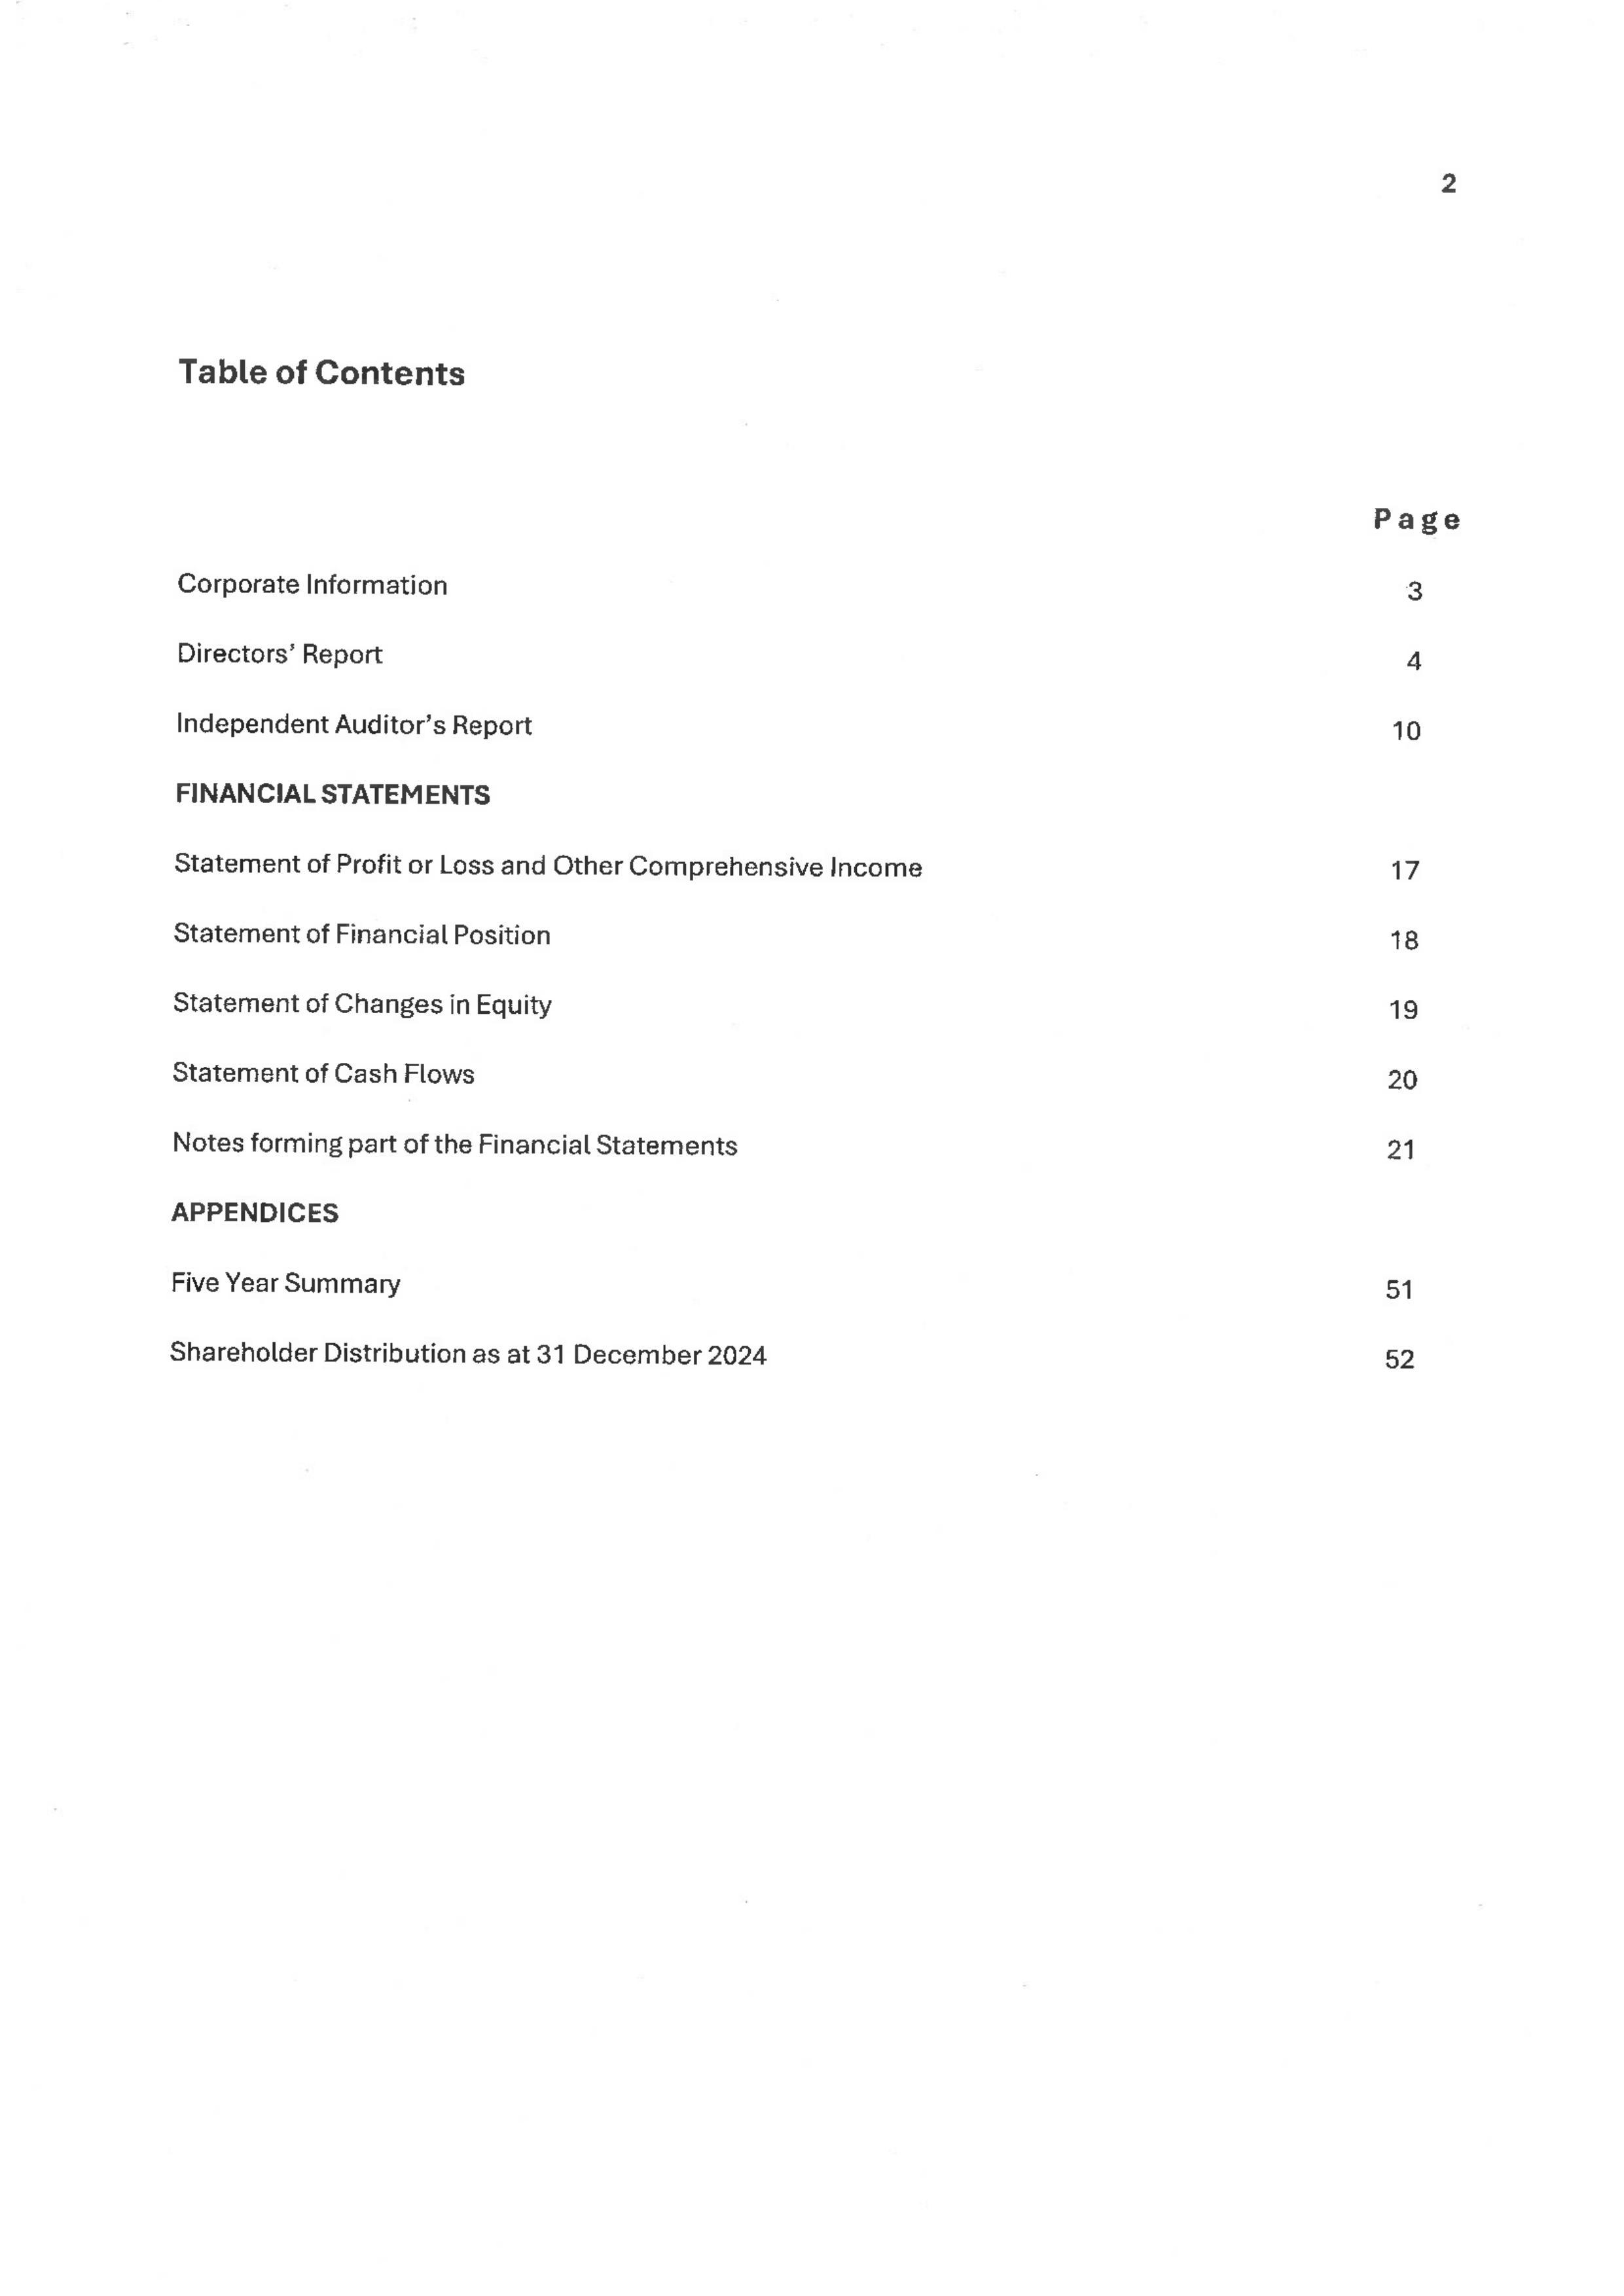 2
Table of Contents
Page
Corporate Information 3
Directors’ Report 4
Independent Auditor’s Report 10
FINANCIAL STATEMENTS
Statement of Profit or Loss and Other Comprehensive Income 17
Statement of Financial Position 18
Statement of Changes in Equity 19
Statement of Cash Flows 20
Notes forming part of the Financial Statements 21
APPENDICES
Five Year Summary 51
Shareholder Distribution as at 31 December 2024 52